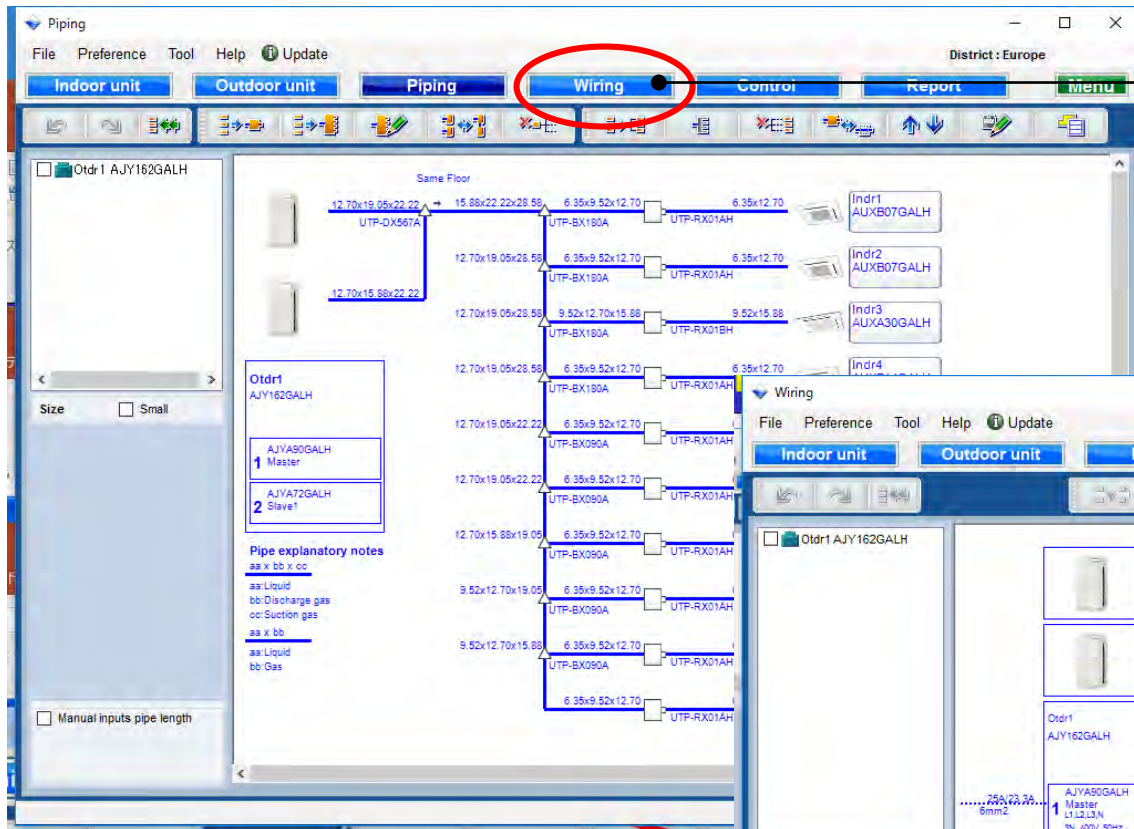 Piping
File Preference Tool Help Update
District : Europe
Indoor unit Outdoor unit Piping Wiring Control Report Menu
Otdr1 AJY162GALH
Size Small
Manual inputs pipe length
Same Floor
12.70x19.05x22.22 15.88x22.22x28.58 6.35x9.52x12.70 6.35x12.70
UTP-DX567A UTP-BX180A UTP-RX01AH
Indr1
AUXB07GALH
12.70x19.05x28.58 6.35x9.52x12.70 6.35x12.70
UTP-BX180A UTP-RX01AH
Indr2
AUXB07GALH
12.70x15.88x22.22
12.70x19.05x28.58 9.52x12.70x15.88 9.52x15.88
UTP-BX180A UTP-RX01BH
Indr3
AUXA30GALH
12.70x19.05x28.58 6.35x9.52x12.70 6.35x12.70
UTP-BX180A UTP-RX01AH
Indr4
12.70x19.05x22.22 6.35x9.52x12.70
UTP-BX090A UTP-RX01AH
12.70x19.05x22.22 6.35x9.52x12.70
UTP-BX090A UTP-RX01AH
12.70x15.88x19.05 6.35x9.52x12.70
UTP-BX090A UTP-RX01AH
9.52x12.70x19.05 6.35x9.52x12.70
UTP-BX090A UTP-RX01AH
9.52x12.70x15.88 6.35x9.52x12.70
UTP-BX090A UTP-RX01AH
6.35x9.52x12.70
UTP-RX01AH
Otdr1
AJY162GALH
AJYA90GALH
1 Master
AJYA72GALH
2 Slave1
Pipe explanatory notes
aa x bb x cc
aa:Liquid
bb:Discharge gas
cc:Suction gas
aa x bb
aa:Liquid
bb:Gas
Wiring
File Preference Tool Help Update
Indoor unit Outdoor unit
Otdr1 AJY162GALH
Otdr1
AJY162GALH
25A/23.3A
6mm2
AJYA90GALH
1 Master
L1,L2,L3,N
3N 400V 50Hz